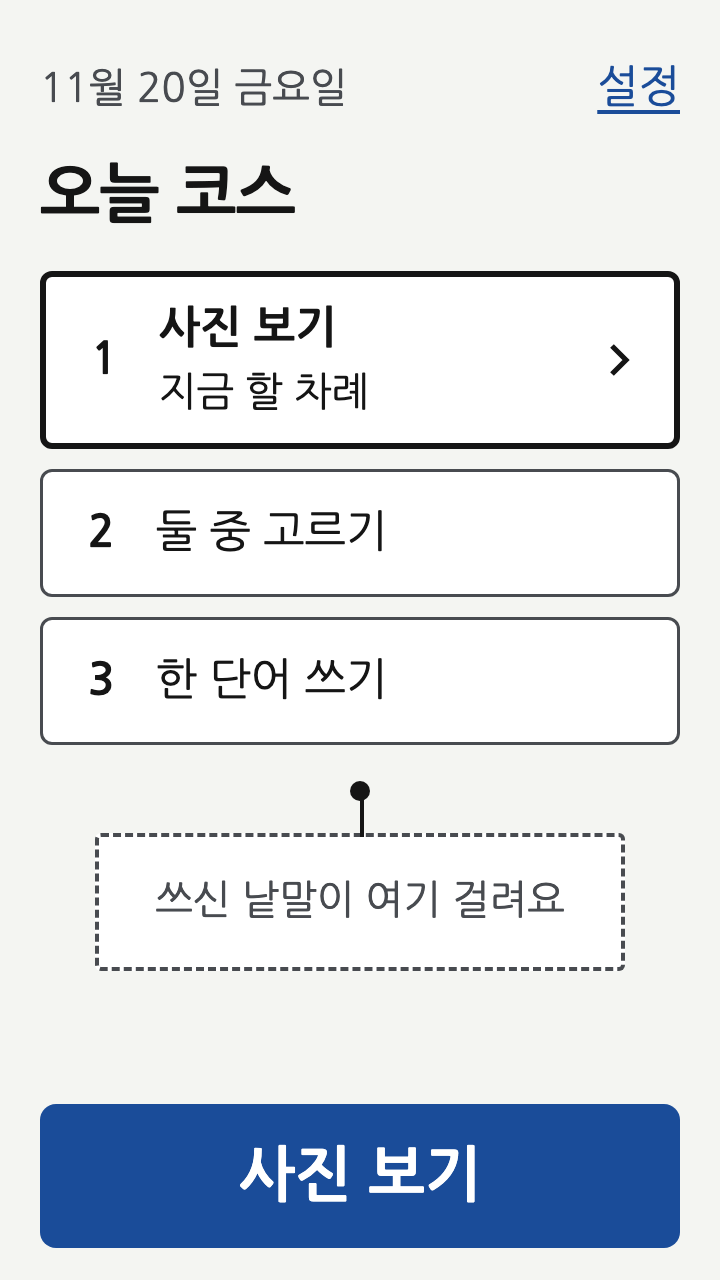 11월 20일 금요일
설정
오늘 코스
1
사진 보기
지금 할 차례
2 둘 중 고르기
3 한 단어 쓰기
쓰신 낱말이 여기 걸려요
사진 보기